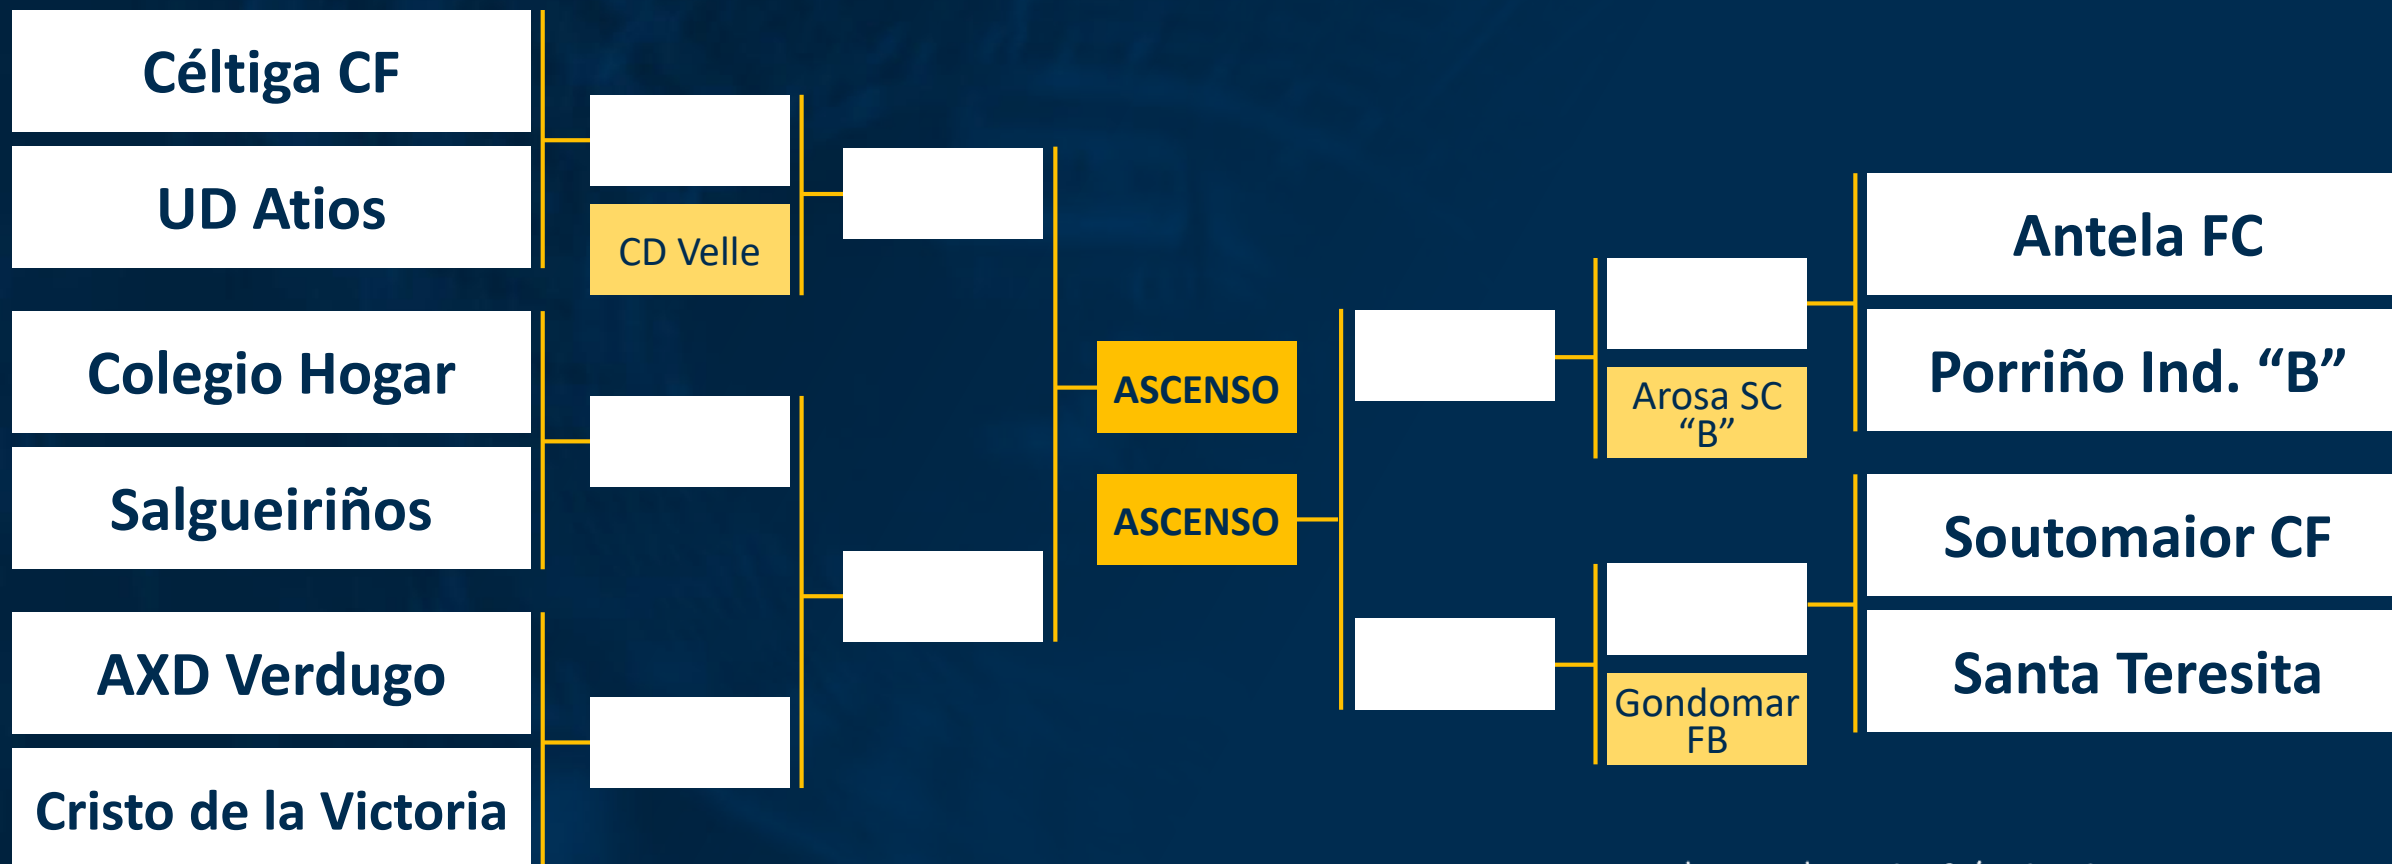 Céltiga CF
UD Atios
CD Velle
Colegio Hogar
Salgueiriños
AXD Verdugo
Cristo de la Victoria
ASCENSO
ASCENSO
Antela FC
Porriño Ind. “B”
Arosa SC
“B”
Soutomaior CF
Santa Teresita
Gondomar
FB